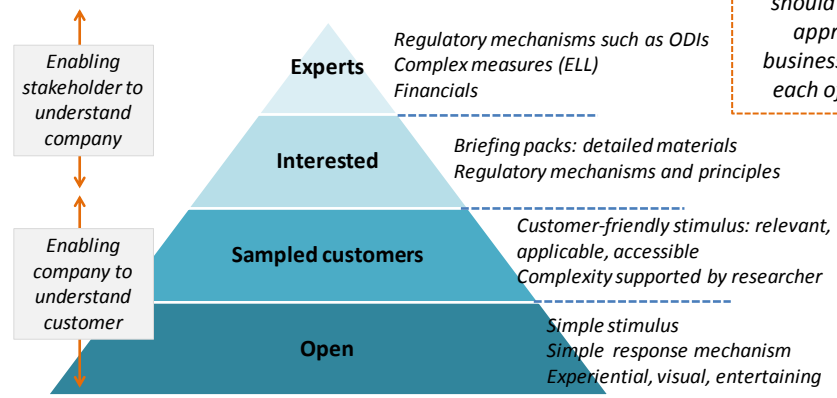 should
appr
business
each of
Enabling
stakeholder to
understand
company
Experts
Regulatory mechanisms such as ODIs
Complex measures (ELL)
Financials
Interested
Briefing packs: detailed materials
Regulatory mechanisms and principles
Enabling
company to
understand
customer
Sampled customers
Customer-friendly stimulus: relevant,
applicable, accessible
Complexity supported by researcher
Open
Simple stimulus
Simple response mechanism
Experiential, visual, entertaining